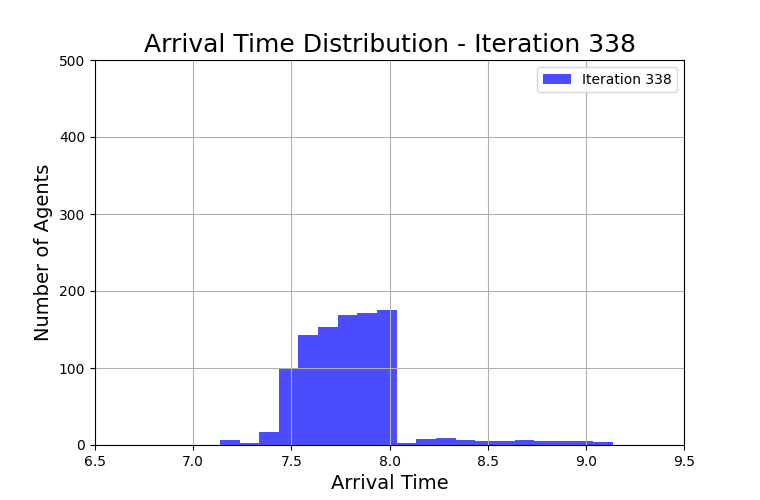 Arrival Time Distribution - Iteration 338
Iteration 338
500
400
300
200
100
0
Number of Agents
6.5 7.0 7.5 8.0 8.5 9.0 9.5
Arrival Time